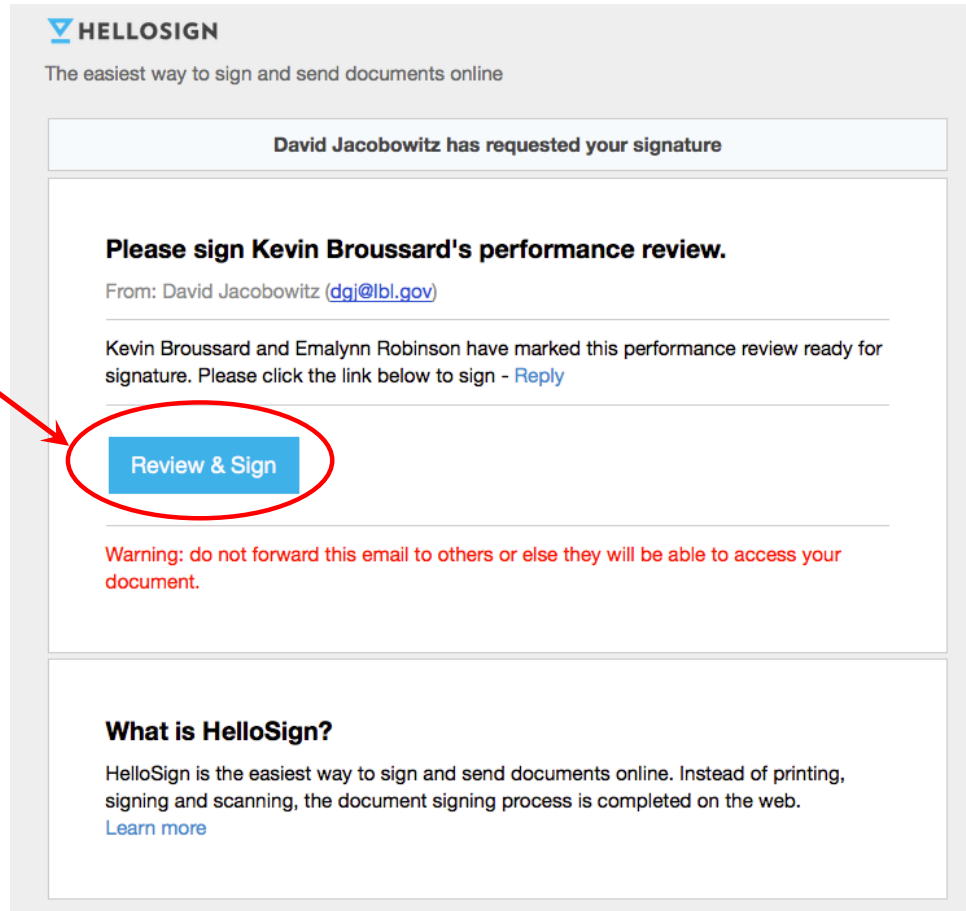 HELLOSIGN
The easiest way to sign and send documents online
David Jacobowitz has requested your signature
Please sign Kevin Broussard's performance review.
From: David Jacobowitz (dgj@lbl.gov)
Kevin Broussard and Emalynn Robinson have marked this performance review ready for
signature. Please click the link below to sign - Reply
Review & Sign
Warning: do not forward this email to others or else they will be able to access your
document.
What is HelloSign?
HelloSign is the easiest way to sign and send documents online. Instead of printing,
signing and scanning, the document signing process is completed on the web.
Learn more